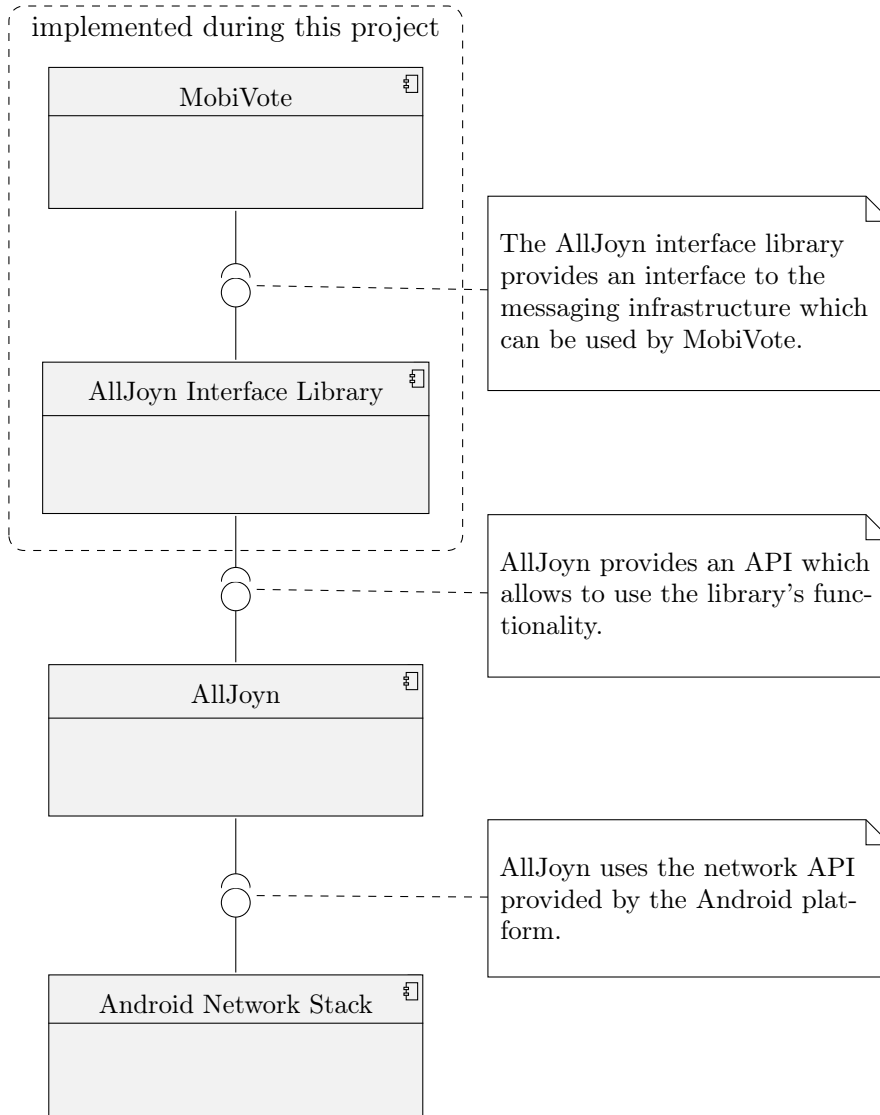 implemented during this project
MobiVote
The AllJoyn interface library
provides an interface to the
messaging infrastructure which
can be used by MobiVote.
AllJoyn Interface Library
AllJoyn provides an API which
allows to use the library's func-
tionality.
AllJoyn
AllJoyn uses the network API
provided by the Android plat-
form.
Android Network Stack